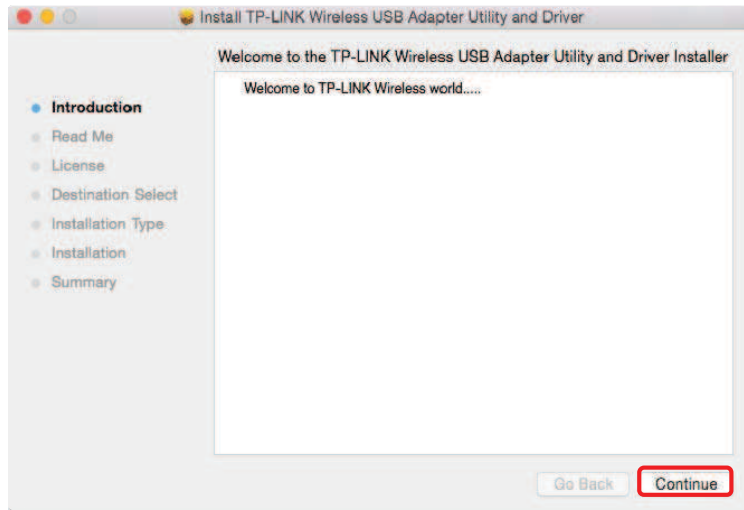 Install TP-LINK Wireless USB Adapter Utility and Driver
Welcome to the TP-LINK Wireless USB Adapter Utility and Driver Installer
Welcome to TP-LINK Wireless world.....
Introduction
Read Me
License
Destination Select
Installation Type
Installation
Summary
Go Back
Continue